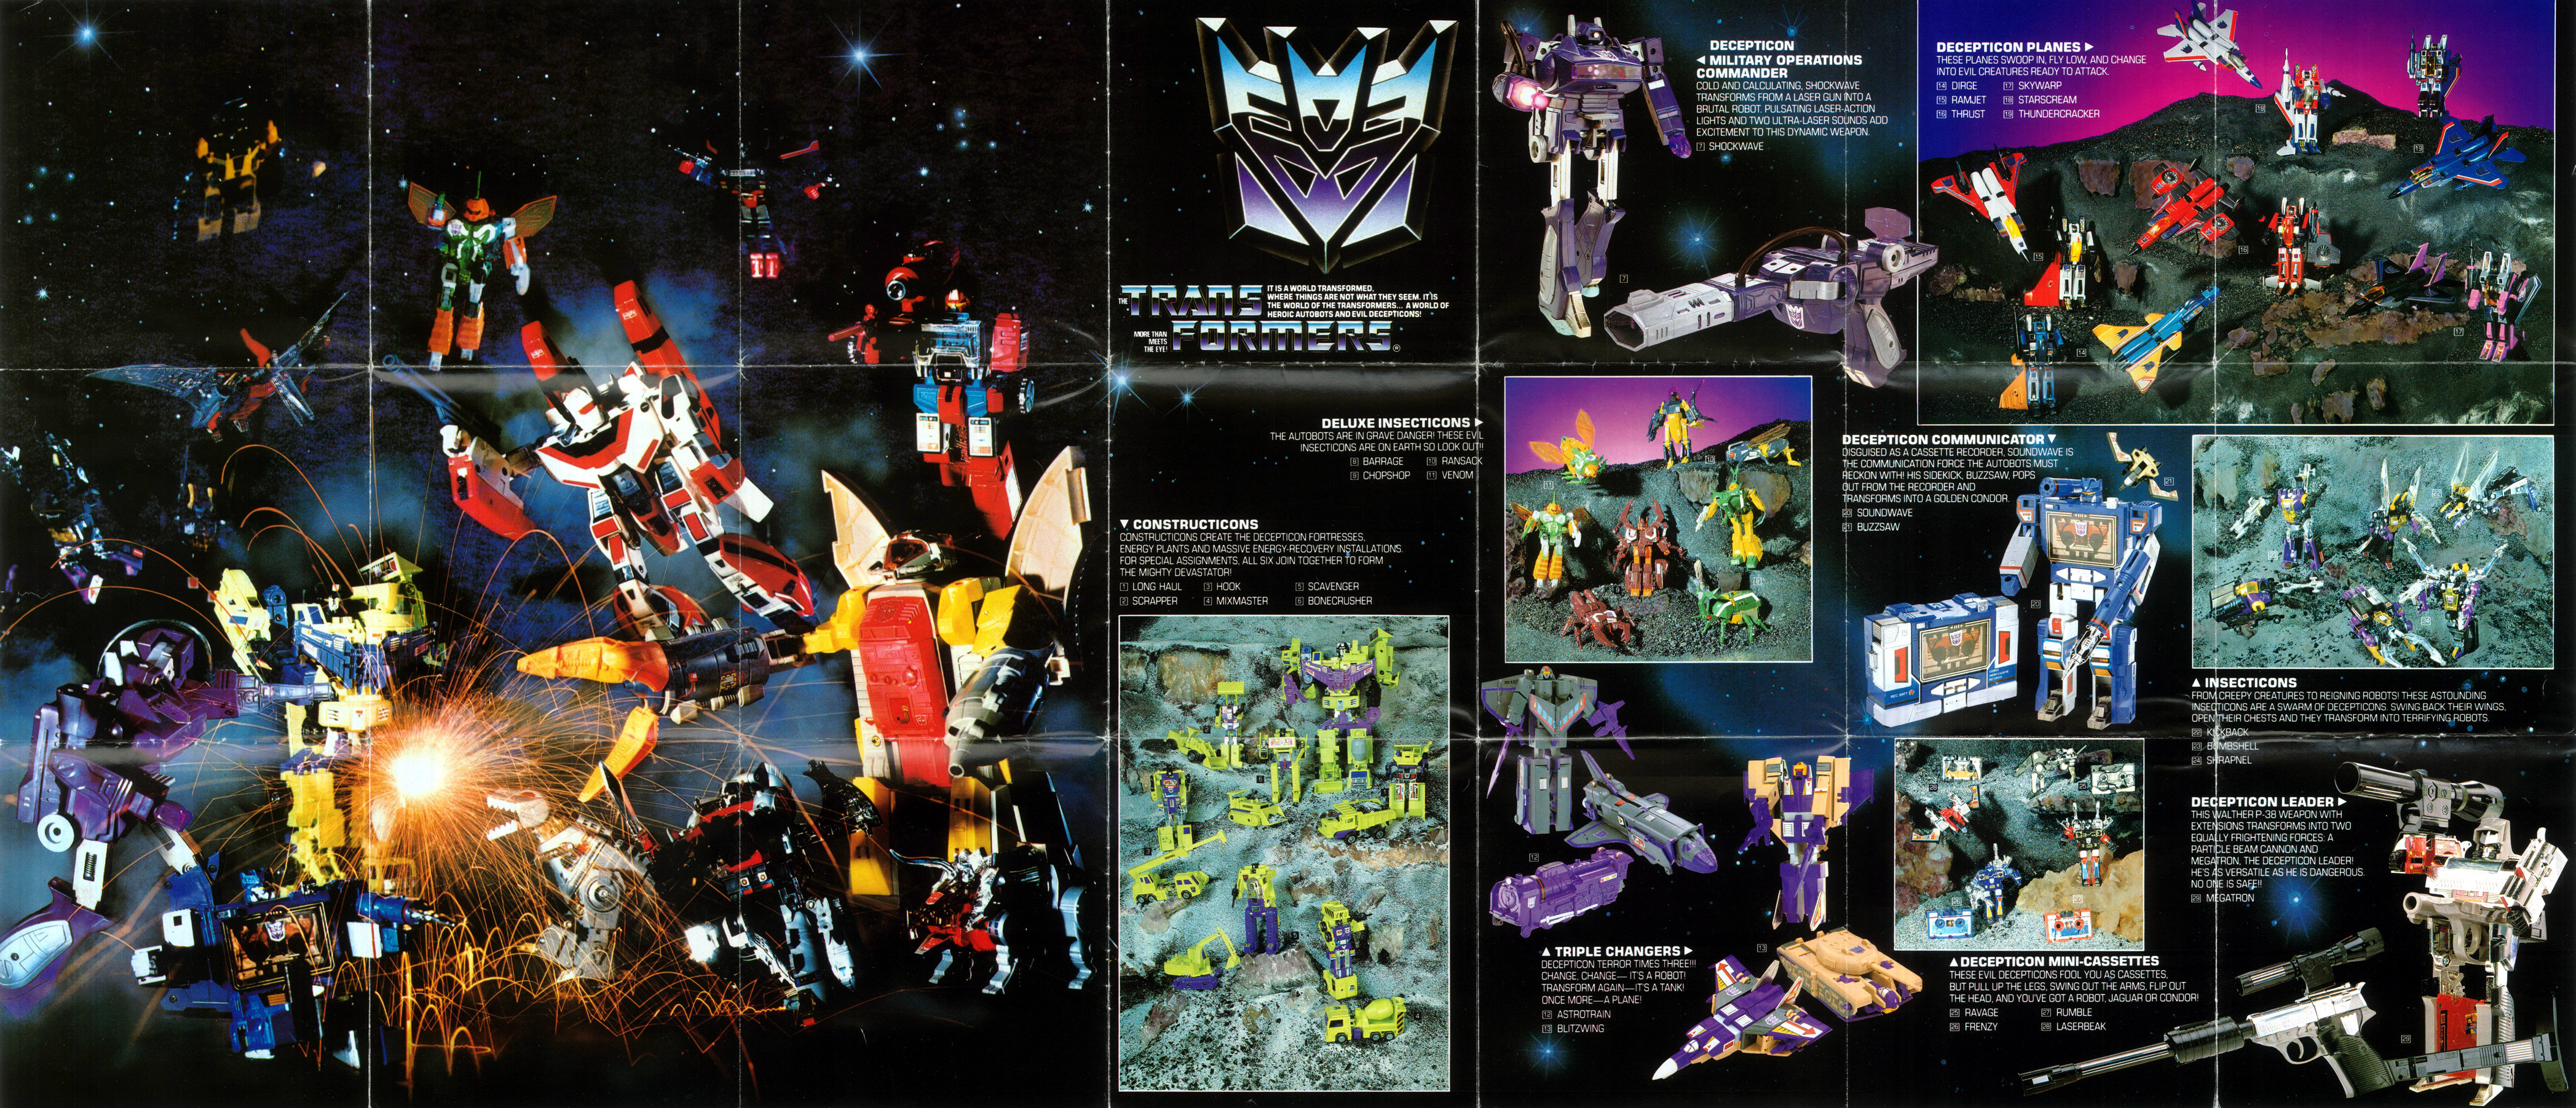 THE TRANSFORMERS®
MORE THAN
MEETS
THE EYE!
IT IS A WORLD TRANSFORMED,
WHERE THINGS ARE NOT WHAT THEY SEEM. IT IS
THE WORLD OF THE TRANSFORMERS... A WORLD OF
HEROIC AUTOBOTS AND EVIL DECEPTICONS!
DELUXE INSECTICONS ▶
THE AUTOBOTS ARE IN GRAVE DANGER! THESE EVIL
INSECTICONS ARE ON EARTH SO LOOK OUT!!
8 BARRAGE 10 RANSACK
9 CHOPSHOP 11 VENOM
▼ CONSTRUCTICONS
CONSTRUCTICONS CREATE THE DECEPTICON FORTRESSES,
ENERGY PLANTS AND MASSIVE ENERGY-RECOVERY INSTALLATIONS.
FOR SPECIAL ASSIGNMENTS, ALL SIX JOIN TOGETHER TO FORM
THE MIGHTY DEVASTATOR!
1 LONG HAUL 3 HOOK 5 SCAVENGER
2 SCRAPPER 4 MIXMASTER 6 BONECRUSHER
DECEPTICON
◀ MILITARY OPERATIONS
COMMANDER
COLD AND CALCULATING, SHOCKWAVE
TRANSFORMS FROM A LASER GUN INTO A
BRUTAL ROBOT. PULSATING LASER-ACTION
LIGHTS AND TWO ULTRA-LASER SOUNDS ADD
EXCITEMENT TO THIS DYNAMIC WEAPON.
7 SHOCKWAVE
7
DECEPTICON PLANES ▶
THESE PLANES SWOOP IN, FLY LOW, AND CHANGE
INTO EVIL CREATURES READY TO ATTACK.
14 DIRGE 17 SKYWARP
15 RAMJET 18 STARSCREAM
16 THRUST 19 THUNDERCRACKER
18
19
15
16
17
14
DECEPTICON COMMUNICATOR ▼
DISGUISED AS A CASSETTE RECORDER, SOUNDWAVE IS
THE COMMUNICATION FORCE THE AUTOBOTS MUST
RECKON WITH! HIS SIDEKICK, BUZZSAW, POPS
OUT FROM THE RECORDER AND
TRANSFORMS INTO A GOLDEN CONDOR.
20 SOUNDWAVE
21 BUZZSAW
21
20
▲ INSECTICONS
FROM CREEPY CREATURES TO REIGNING ROBOTS! THESE ASTOUNDING
INSECTICONS ARE A SWARM OF DECEPTICONS. SWING BACK THEIR WINGS,
OPEN THEIR CHESTS AND THEY TRANSFORM INTO TERRIFYING ROBOTS.
22 KICKBACK
23 BOMBSHELL
24 SHRAPNEL
DECEPTICON LEADER ▶
THIS WALTHER P-38 WEAPON WITH
EXTENSIONS TRANSFORMS INTO TWO
EQUALLY FRIGHTENING FORCES: A
PARTICLE BEAM CANNON AND
MEGATRON, THE DECEPTICON LEADER!
HE'S AS VERSATILE AS HE IS DANGEROUS.
NO ONE IS SAFE!!
29 MEGATRON
29
12
13
▲ TRIPLE CHANGERS ▶
DECEPTICON TERROR TIMES THREE!!!
CHANGE, CHANGE— IT'S A ROBOT!
TRANSFORM AGAIN—IT'S A TANK!
ONCE MORE—A PLANE!
12 ASTROTRAIN
13 BLITZWING
▲ DECEPTICON MINI-CASSETTES
THESE EVIL DECEPTICONS FOOL YOU AS CASSETTES,
BUT PULL UP THE LEGS, SWING OUT THE ARMS, FLIP OUT
THE HEAD, AND YOU'VE GOT A ROBOT, JAGUAR OR CONDOR!
25 RAVAGE 27 RUMBLE
26 FRENZY 28 LASERBEAK